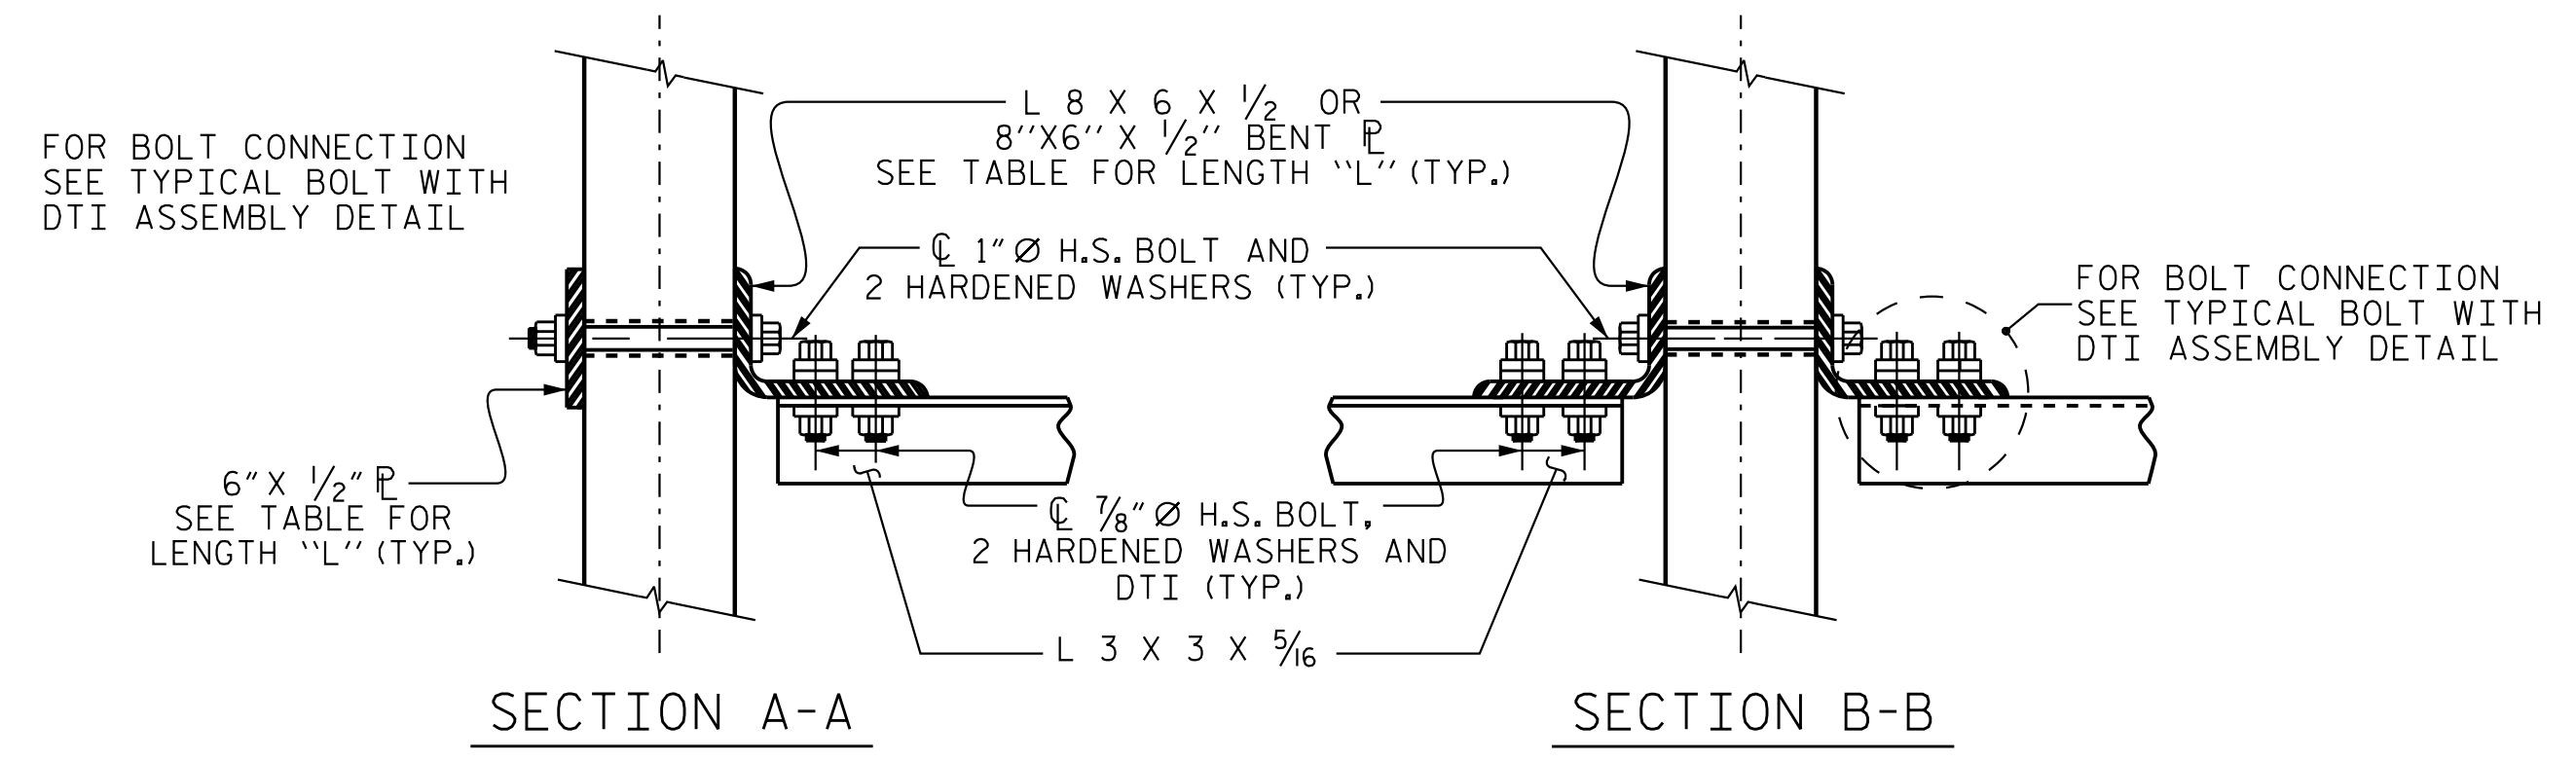 FOR BOLT CONNECTION
SEE TYPICAL BOLT WITH
DTI ASSEMBLY DETAIL
L 8 X 6 X 1/2 OR
8''X6'' X 1/2'' BENT ⅊
SEE TABLE FOR LENGTH ‘‘L’’ (TYP.)
℄ 1" Ø H.S. BOLT AND
2 HARDENED WASHERS (TYP.)
FOR BOLT CONNECTION
SEE TYPICAL BOLT WITH
DTI ASSEMBLY DETAIL
6" X 1/2" ⅊
SEE TABLE FOR
LENGTH ‘‘L’’ (TYP.)
℄ 7/8" Ø H.S. BOLT,
2 HARDENED WASHERS AND
DTI (TYP.)
L 3 X 3 X 5/16
SECTION A-A
SECTION B-B